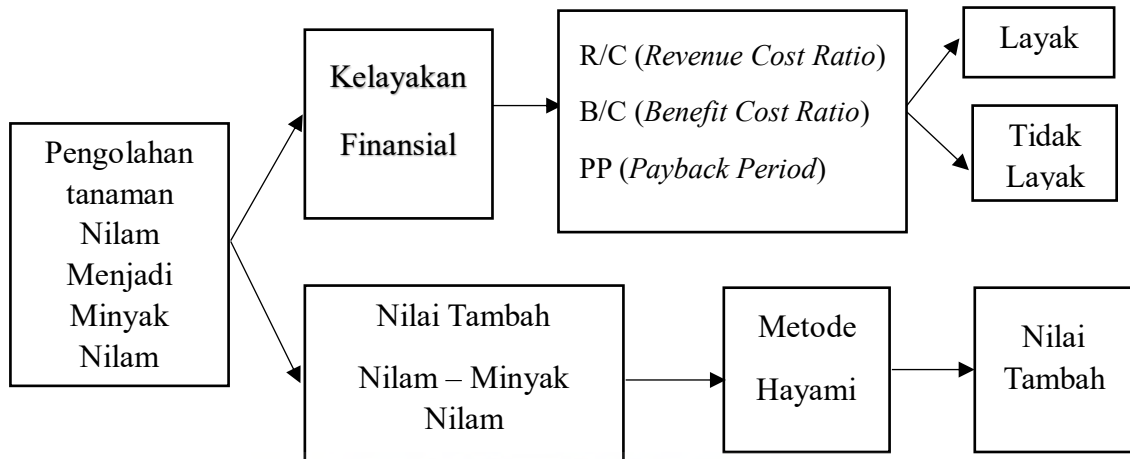 Pengolahan
tanaman
Nilam
Menjadi
Minyak
Nilam
Kelayakan
Finansial
R/C (Revenue Cost Ratio)
B/C (Benefit Cost Ratio)
PP (Payback Period)
Layak
Tidak
Layak
Nilai Tambah
Nilam – Minyak
Nilam
Metode
Hayami
Nilai
Tambah